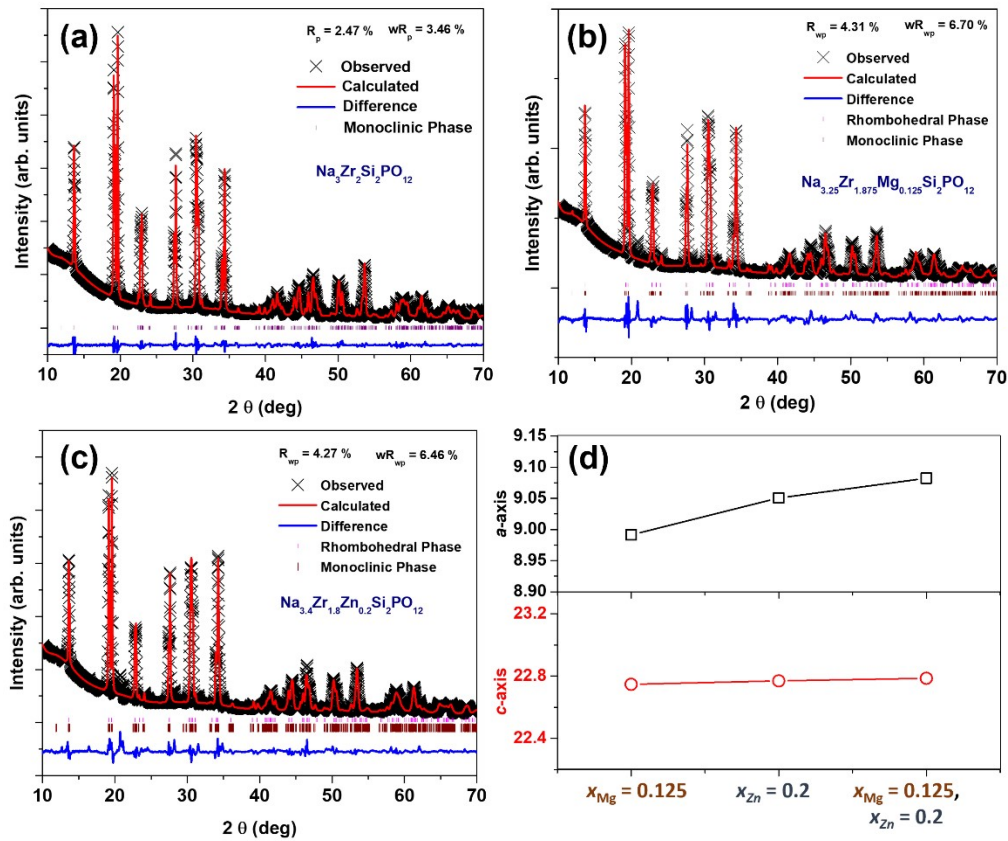 (a)
R_p = 2.47 % wR_p = 3.46 %
Observed
Calculated
Difference
Monoclinic Phase
Na₃Zr₂Si₂PO₁₂
Intensity (arb. units)
10 20 30 40 50 60 70
2 θ (deg)
(b)
R_wp = 4.31 % wR_wp = 6.70 %
Observed
Calculated
Difference
Rhombohedral Phase
Monoclinic Phase
Na₃.₂₅Zr₁.₈₇₅Mg₀.₁₂₅Si₂PO₁₂
Intensity (arb. units)
10 20 30 40 50 60 70
2 θ (deg)
(c)
R_wp = 4.27 % wR_wp = 6.46 %
Observed
Calculated
Difference
Rhombohedral Phase
Monoclinic Phase
Na₃.₄Zr₁.₈Zn₀.₂Si₂PO₁₂
Intensity (arb. units)
10 20 30 40 50 60 70
2 θ (deg)
(d)
9.15
9.10
9.05
9.00
8.95
8.90
a-axis
23.2
22.8
22.4
c-axis
x_Mg = 0.125 x_Zn = 0.2 x_Mg = 0.125,
x_Zn = 0.2